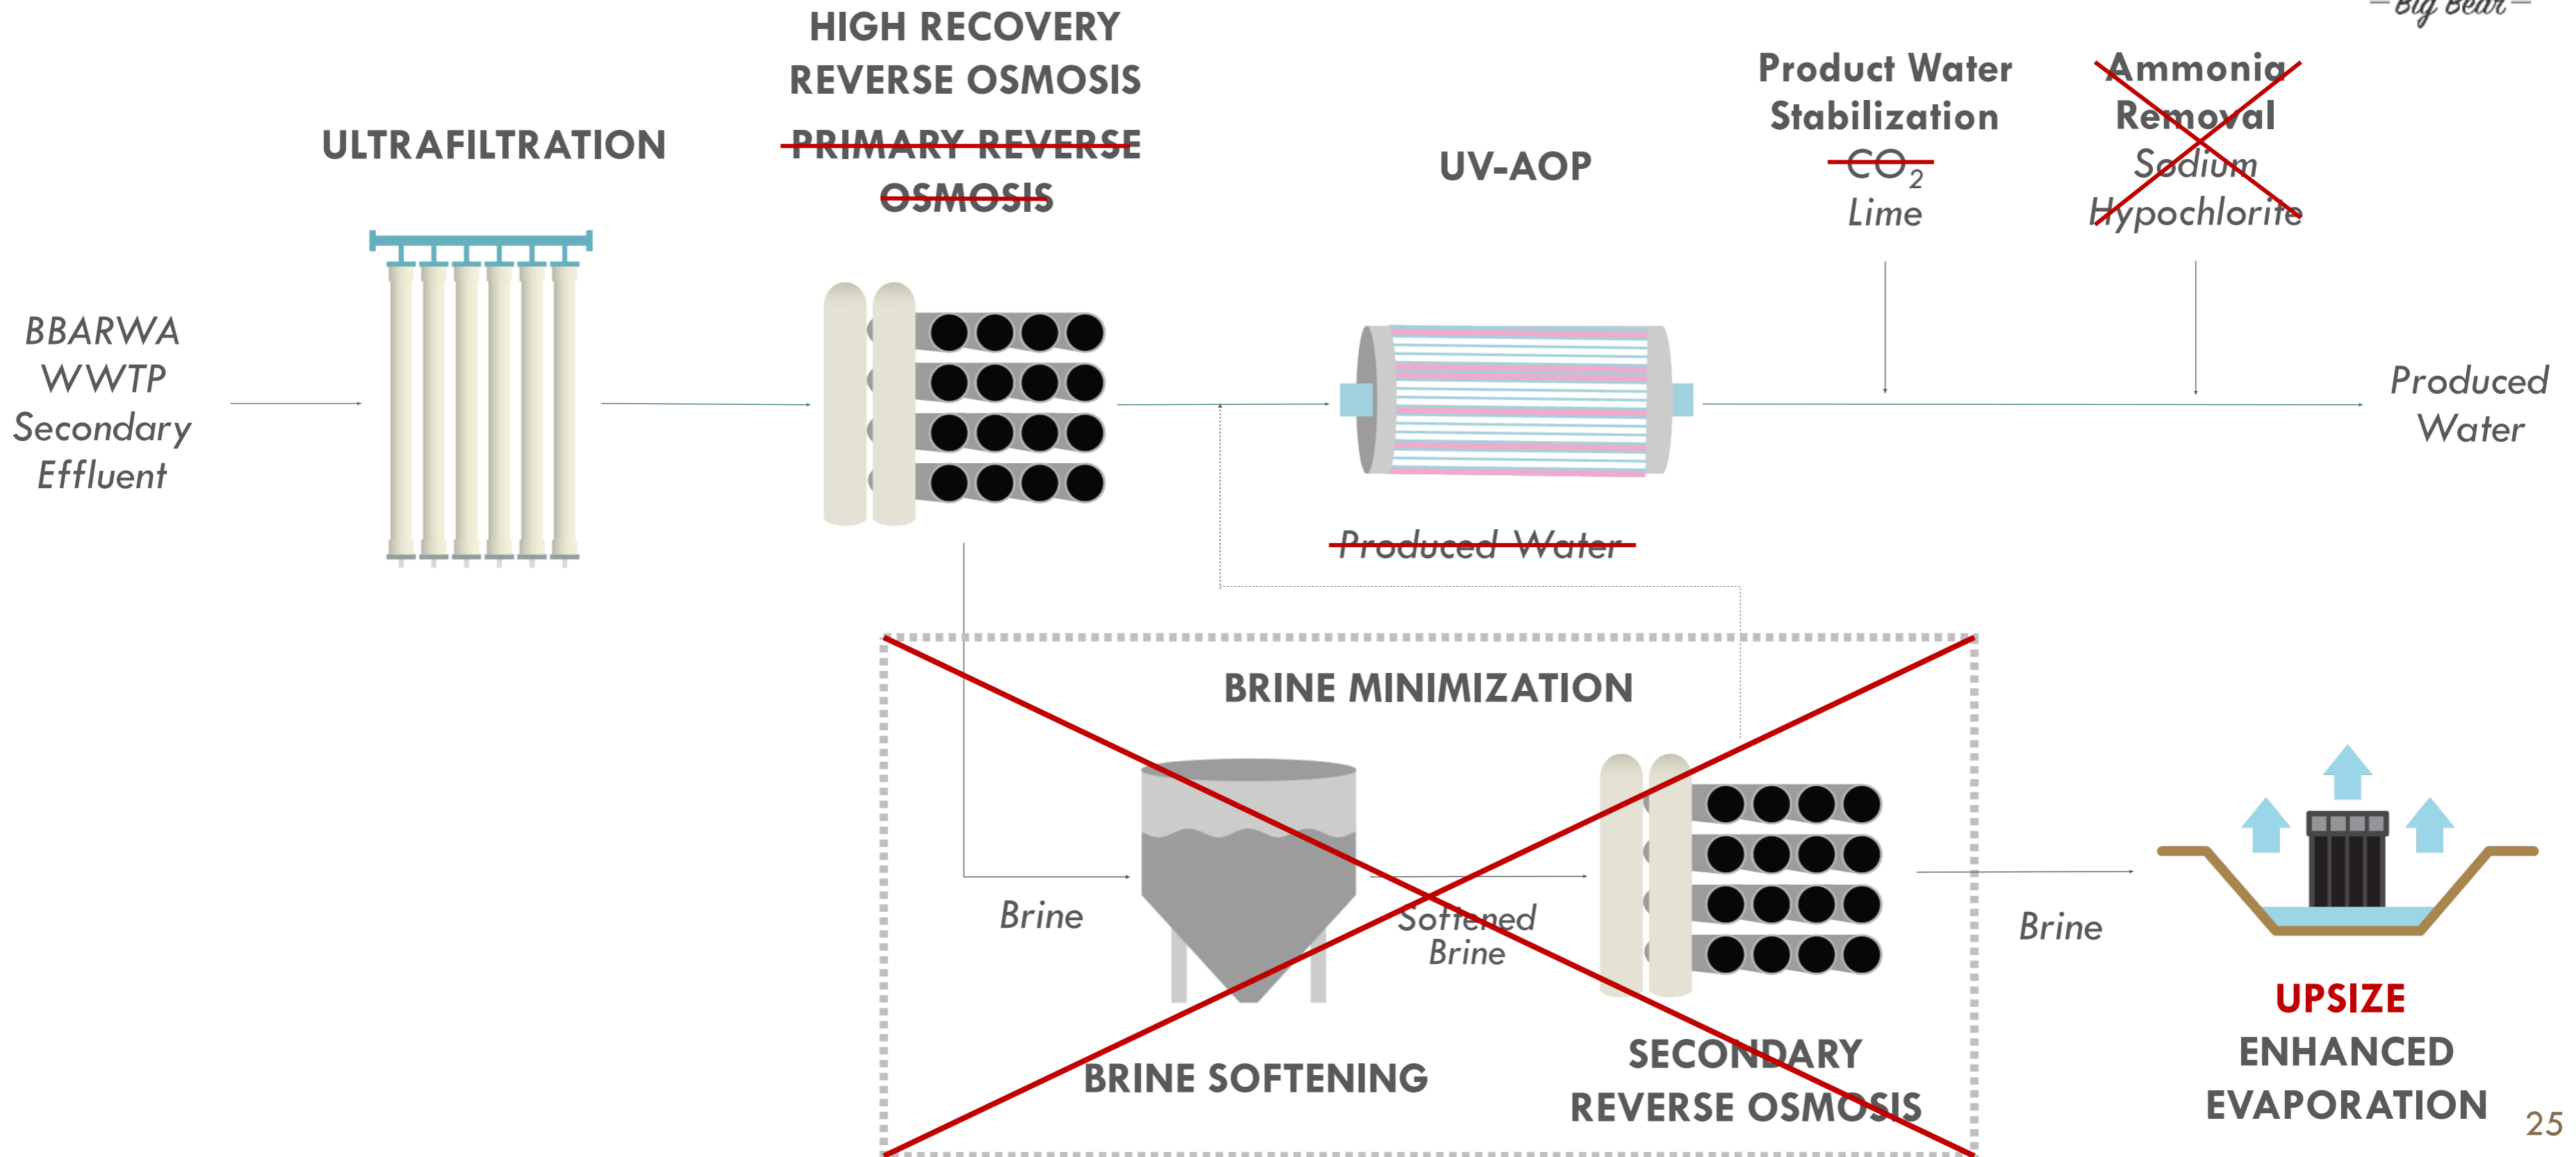 Big Bear
HIGH RECOVERY
REVERSE OSMOSIS
PRIMARY REVERSE
OSMOSIS
ULTRAFILTRATION
UV-AOP
Product Water
Stabilization
CO2
Lime
Ammonia
Removal
Sodium
Hypochlorite
BBARWA
WWTP
Secondary
Effluent
Produced
Water
Produced Water
BRINE MINIMIZATION
Brine
Softened
Brine
Brine
BRINE SOFTENING
SECONDARY
REVERSE OSMOSIS
UPSIZE
ENHANCED
EVAPORATION
25